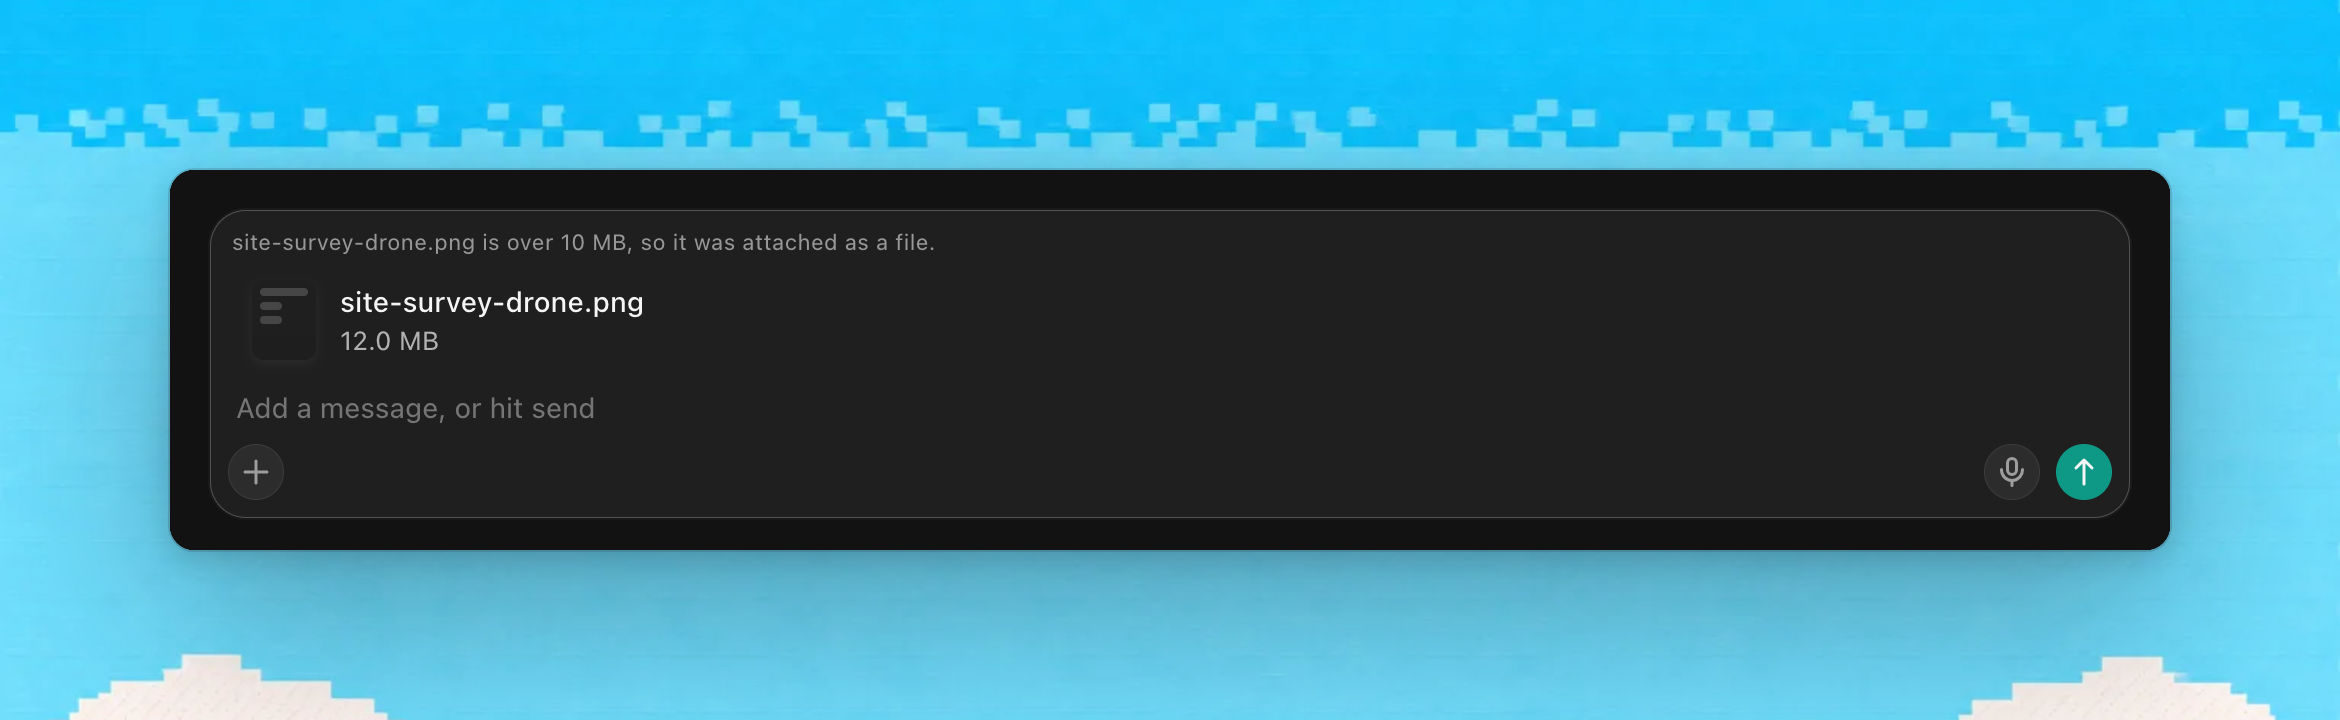 site-survey-drone.png is over 10 MB, so it was attached as a file.
site-survey-drone.png
12.0 MB
Add a message, or hit send